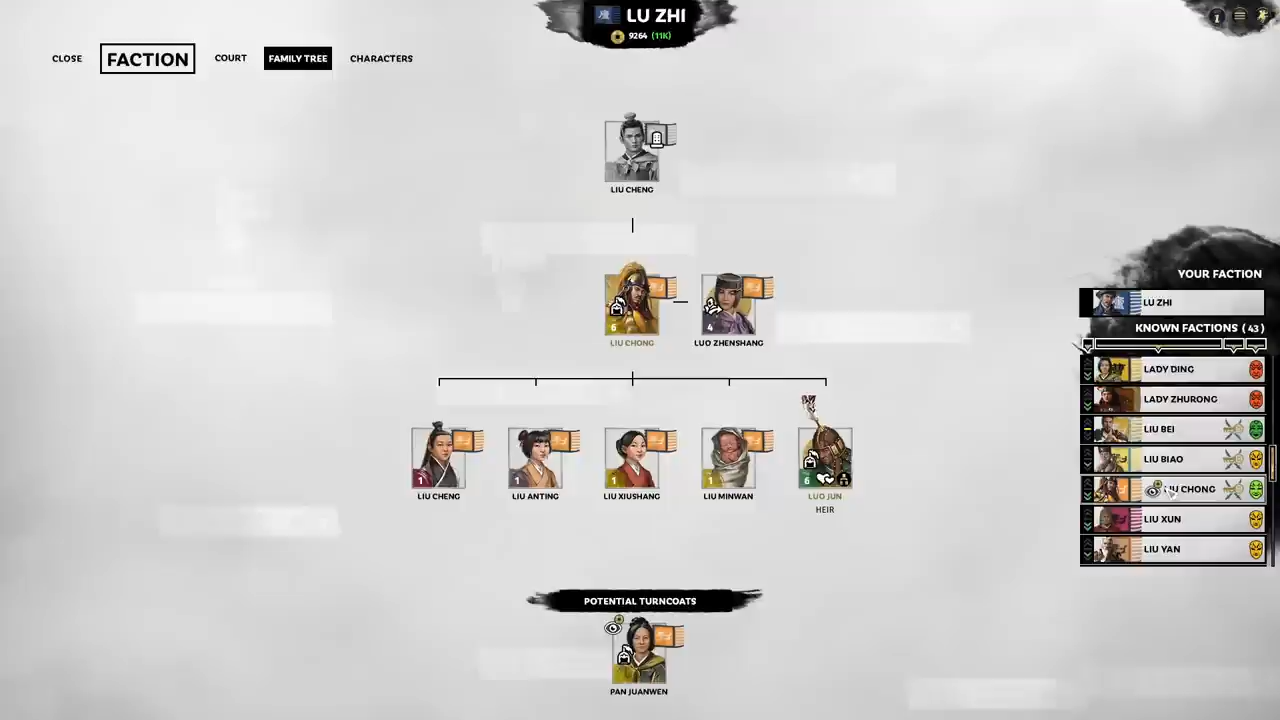 LU ZHI
9264 (11K)
CLOSE
FACTION
COURT
FAMILY TREE
CHARACTERS
LIU CHENG
6
LIU CHONG
4
LUO ZHENSHANG
1
LIU CHENG
1
LIU ANTING
1
LIU XIUSHANG
1
LIU MINWAN
6
LUO JUN
HEIR
POTENTIAL TURNCOATS
PAN JUANWEN
YOUR FACTION
LU ZHI
KNOWN FACTIONS (43)
LADY DING
LADY ZHURONG
LIU BEI
LIU BIAO
LIU CHONG
LIU XUN
LIU YAN